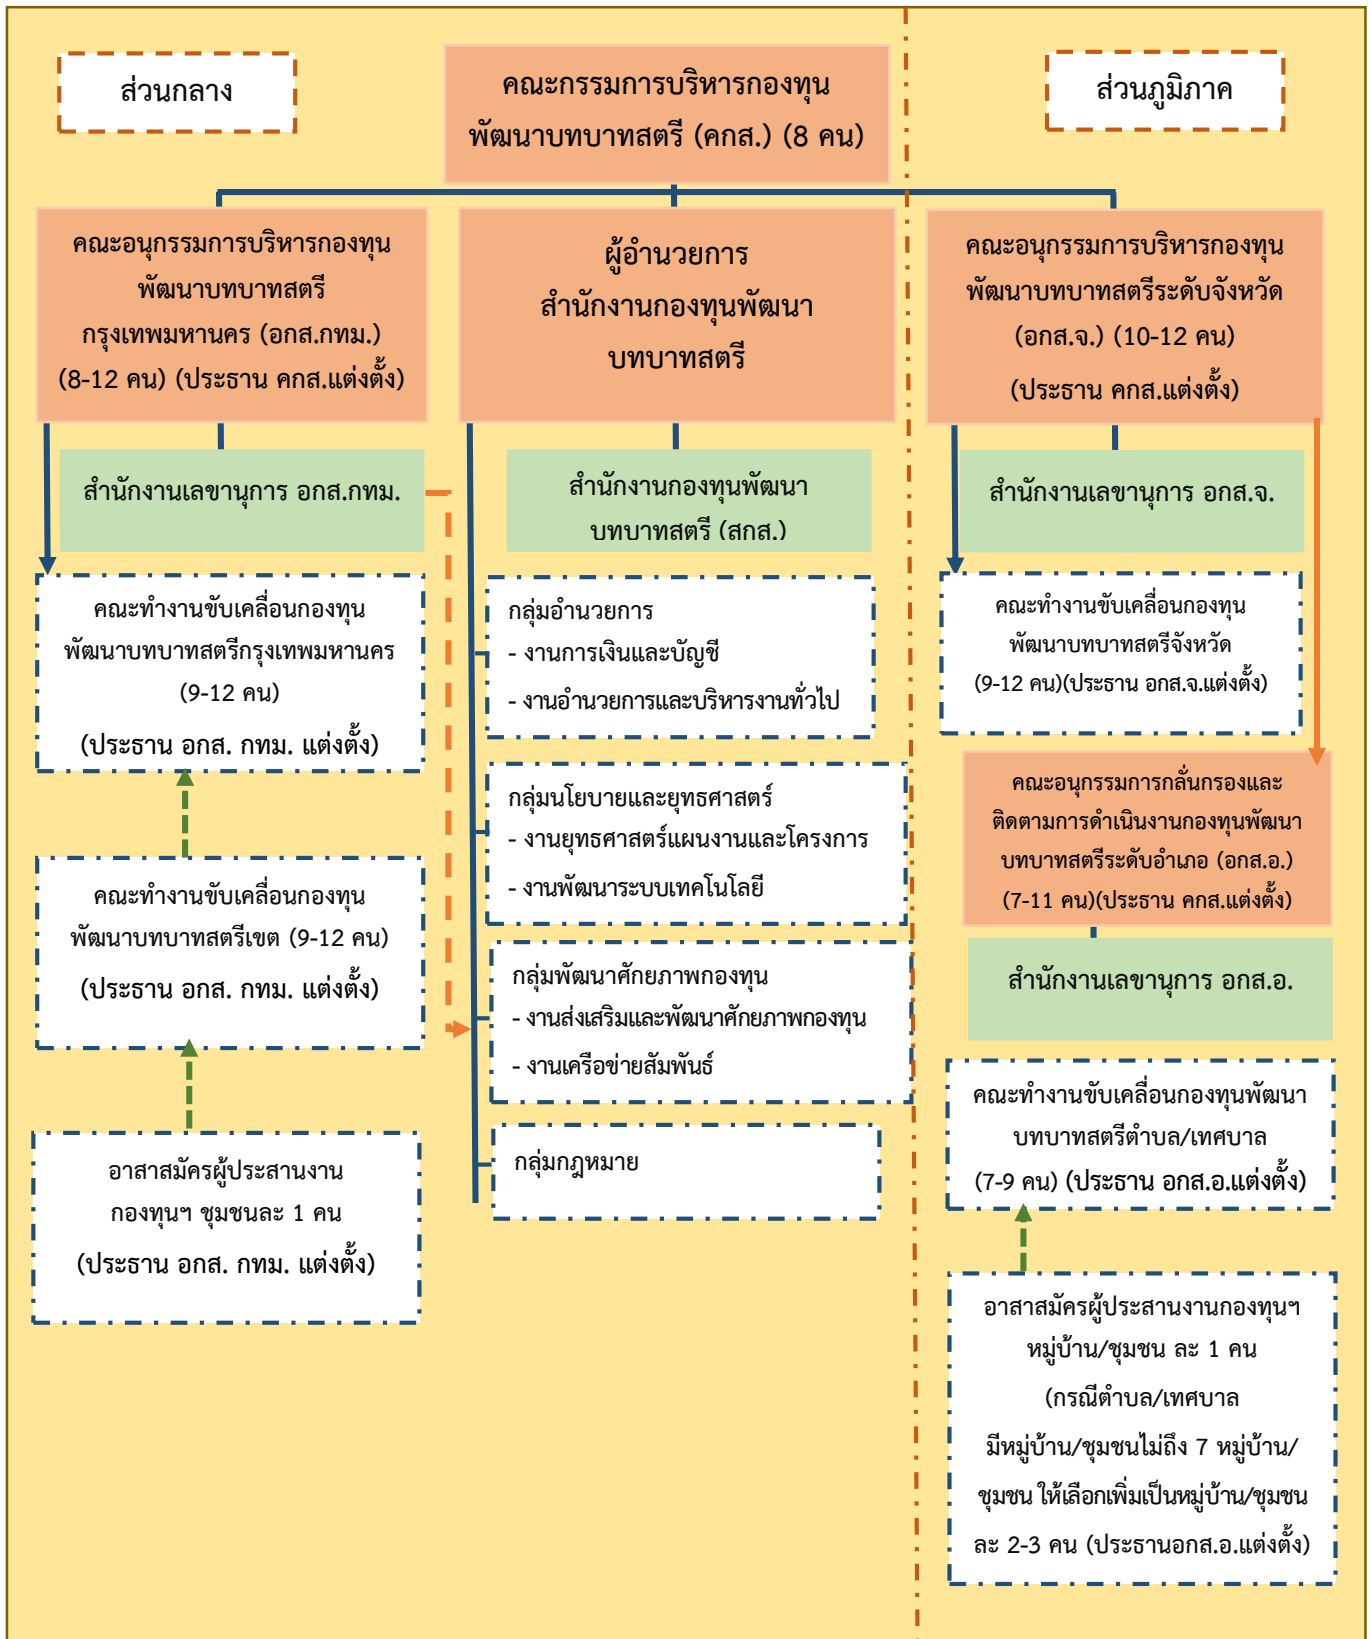 ส่วนกลาง
คณะกรรมการบริหารกองทุน
พัฒนาบทบาทสตรี (คกส.) (8 คน)
ส่วนภูมิภาค
คณะอนุกรรมการบริหารกองทุน
พัฒนาบทบาทสตรี
กรุงเทพมหานคร (อกส.กทม.)
(8-12 คน) (ประธาน คกส.แต่งตั้ง)
ผู้อำนวยการ
สำนักงานกองทุนพัฒนา
บทบาทสตรี
คณะอนุกรรมการบริหารกองทุน
พัฒนาบทบาทสตรีระดับจังหวัด
(อกส.จ.) (10-12 คน)
(ประธาน คกส.แต่งตั้ง)
สำนักงานเลขานุการ อกส.กทม.
สำนักงานกองทุนพัฒนา
บทบาทสตรี (สกส.)
สำนักงานเลขานุการ อกส.จ.
คณะทำงานขับเคลื่อนกองทุน
พัฒนาบทบาทสตรีกรุงเทพมหานคร
(9-12 คน)
(ประธาน อกส. กทม. แต่งตั้ง)
กลุ่มอำนวยการ
- งานการเงินและบัญชี
- งานอำนวยการและบริหารงานทั่วไป
คณะทำงานขับเคลื่อนกองทุน
พัฒนาบทบาทสตรีจังหวัด
(9-12 คน)(ประธาน อกส.จ.แต่งตั้ง)
กลุ่มนโยบายและยุทธศาสตร์
- งานยุทธศาสตร์แผนงานและโครงการ
- งานพัฒนาระบบเทคโนโลยี
คณะอนุกรรมการกลั่นกรองและ
ติดตามการดำเนินงานกองทุนพัฒนา
บทบาทสตรีระดับอำเภอ (อกส.อ.)
(7-11 คน)(ประธาน คกส.แต่งตั้ง)
คณะทำงานขับเคลื่อนกองทุน
พัฒนาบทบาทสตรีเขต (9-12 คน)
(ประธาน อกส. กทม. แต่งตั้ง)
กลุ่มพัฒนาศักยภาพกองทุน
- งานส่งเสริมและพัฒนาศักยภาพกองทุน
- งานเครือข่ายสัมพันธ์
สำนักงานเลขานุการ อกส.อ.
คณะทำงานขับเคลื่อนกองทุนพัฒนา
บทบาทสตรีตำบล/เทศบาล
(7-9 คน) (ประธาน อกส.อ.แต่งตั้ง)
อาสาสมัครผู้ประสานงาน
กองทุนฯ ชุมชนละ 1 คน
(ประธาน อกส. กทม. แต่งตั้ง)
กลุ่มกฎหมาย
อาสาสมัครผู้ประสานงานกองทุนฯ
หมู่บ้าน/ชุมชน ละ 1 คน
(กรณีตำบล/เทศบาล
มีหมู่บ้าน/ชุมชนไม่ถึง 7 หมู่บ้าน/
ชุมชน ให้เลือกเพิ่มเป็นหมู่บ้าน/ชุมชน
ละ 2-3 คน (ประธานอกส.อ.แต่งตั้ง)